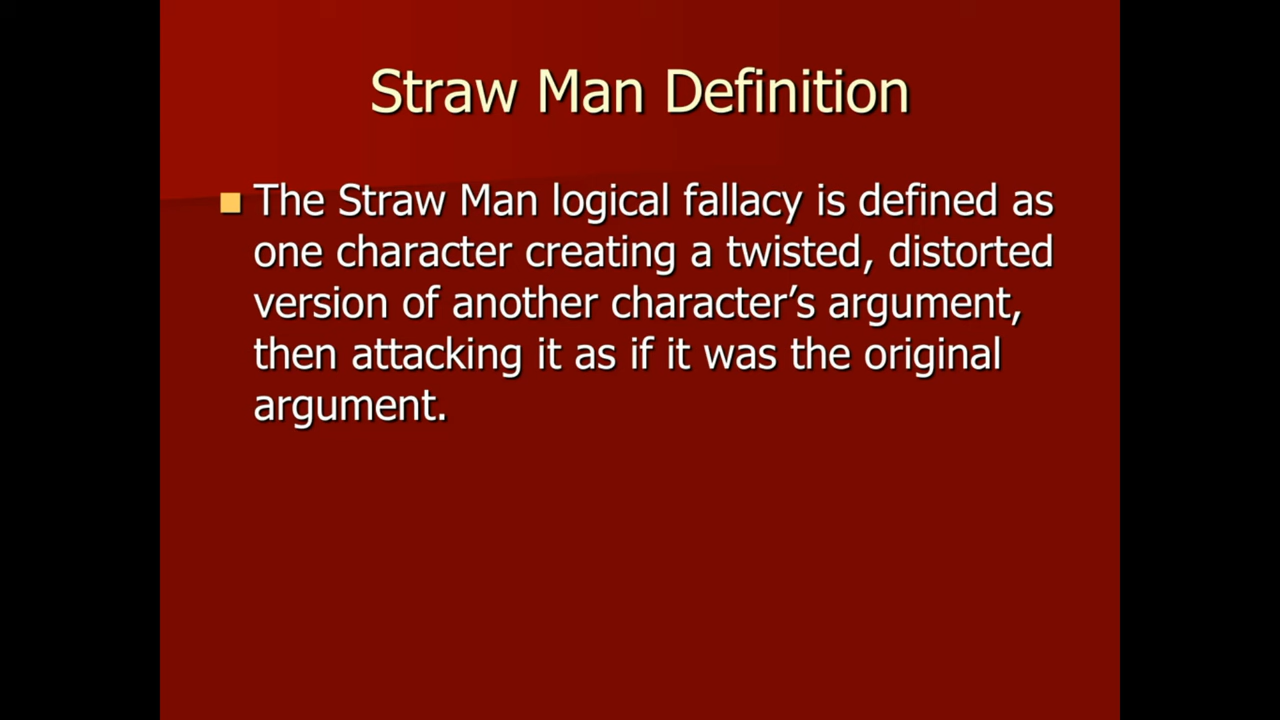 Straw Man Definition
The Straw Man logical fallacy is defined as
one character creating a twisted, distorted
version of another character’s argument,
then attacking it as if it was the original
argument.